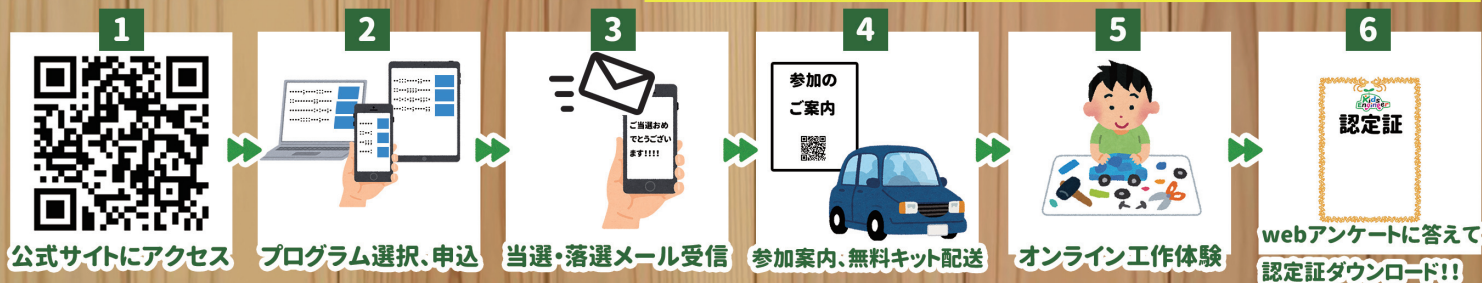 1
公式サイトにアクセス
2
プログラム選択、申込
3
ご当選おめ
でとうござい
ます!!!!
当選・落選メール受信
4
参加の
ご案内
参加案内、無料キット配送
5
オンライン工作体験
6
Kids
Engineer
認定証
webアンケートに答えて
認定証ダウンロード!!